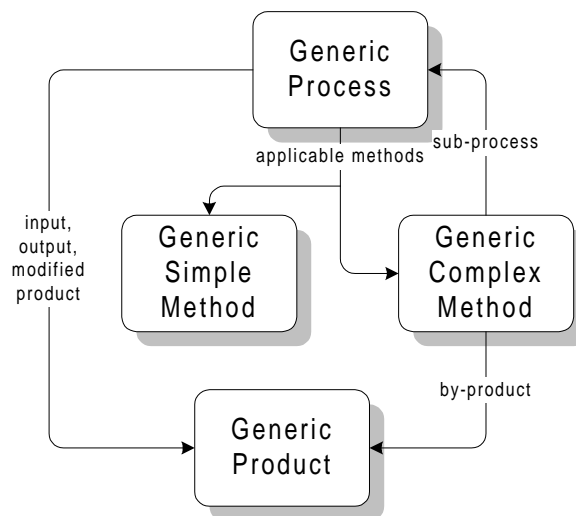 Generic
Process
applicable methods
sub-process
input,
output,
modified
product
Generic
Simple
Method
Generic
Complex
Method
by-product
Generic
Product